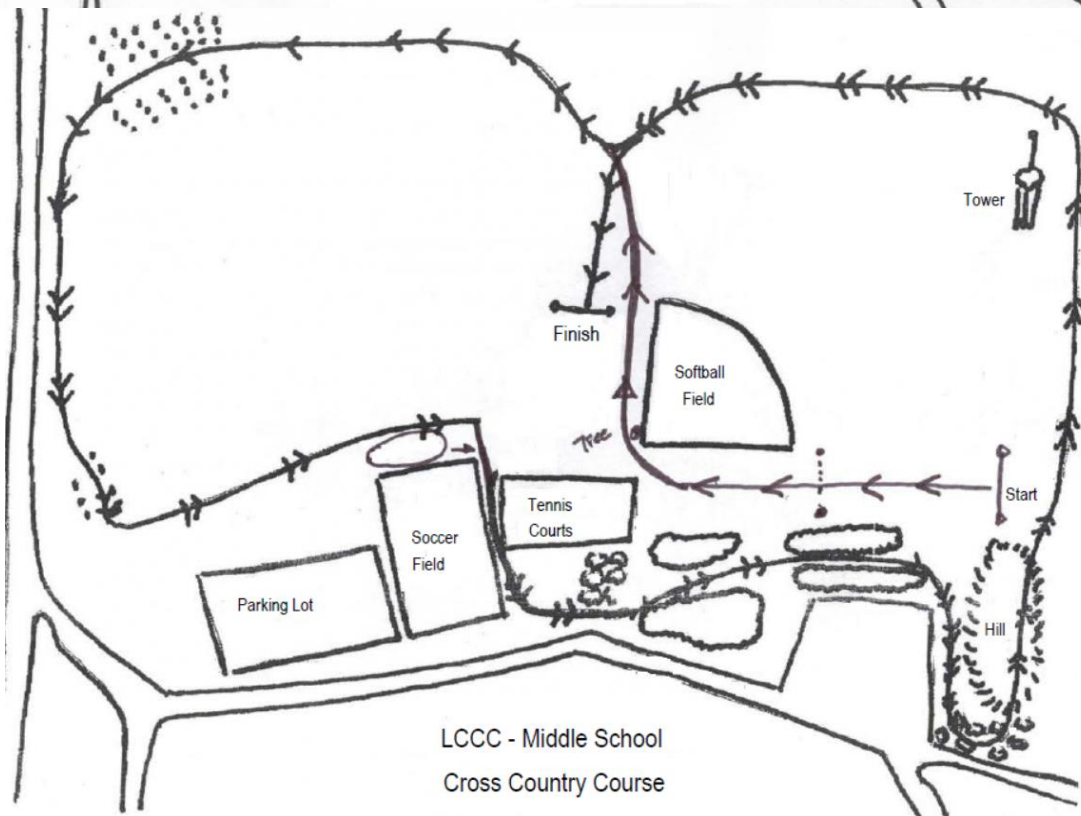 Tower
Finish
Softball
Field
Tree
Start
Tennis
Courts
Soccer
Field
Parking Lot
Hill
LCCC - Middle School
Cross Country Course